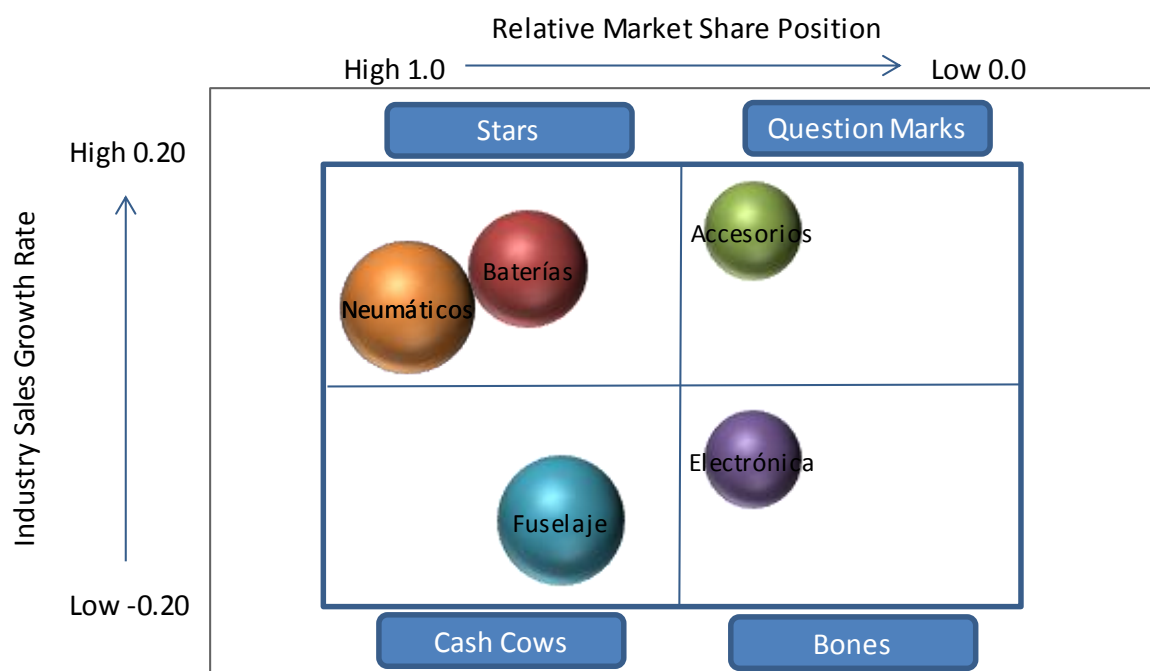 Relative Market Share Position
High 1.0
Low 0.0
Stars
Question Marks
High 0.20
Industry Sales Growth Rate
Accesorios
Baterías
Neumáticos
Electrónica
Fuselaje
Low -0.20
Cash Cows
Bones